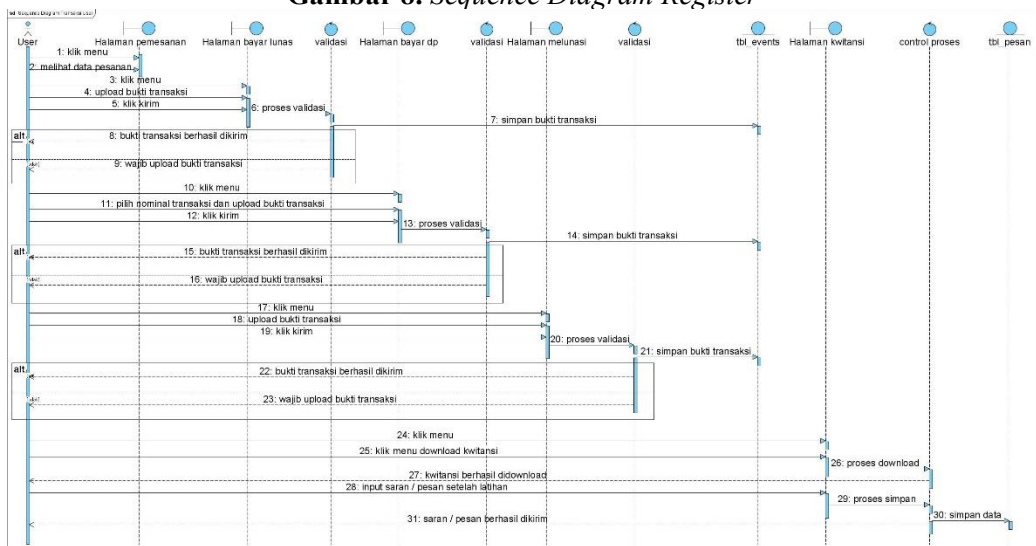 Gambar 6. Sequence Diagram Register
User
Halaman pemesanan
Halaman bayar lunas
validasi
Halaman bayar dp
validasi
Halaman melunasi
validasi
tbl_events
Halaman kwitansi
control proses
tbl_pesan
1: klik menu
2: melihat data pesanan
3: klik menu
4: upload bukti transaksi
5: klik kirim
6: proses validasi
7: simpan bukti transaksi
alt
8: bukti transaksi berhasil dikirim
9: wajib upload bukti transaksi
10: klik menu
11: pilih nominal transaksi dan upload bukti transaksi
12: klik kirim
13: proses validasi
14: simpan bukti transaksi
alt
15: bukti transaksi berhasil dikirim
16: wajib upload bukti transaksi
17: klik menu
18: upload bukti transaksi
19: klik kirim
20: proses validasi
21: simpan bukti transaksi
alt
22: bukti transaksi berhasil dikirim
23: wajib upload bukti transaksi
24: klik menu
25: klik menu download kwitansi
26: proses download
27: kwitansi berhasil didownload
28: input saran / pesan setelah latihan
29: proses simpan
30: simpan data
31: saran / pesan berhasil dikirim